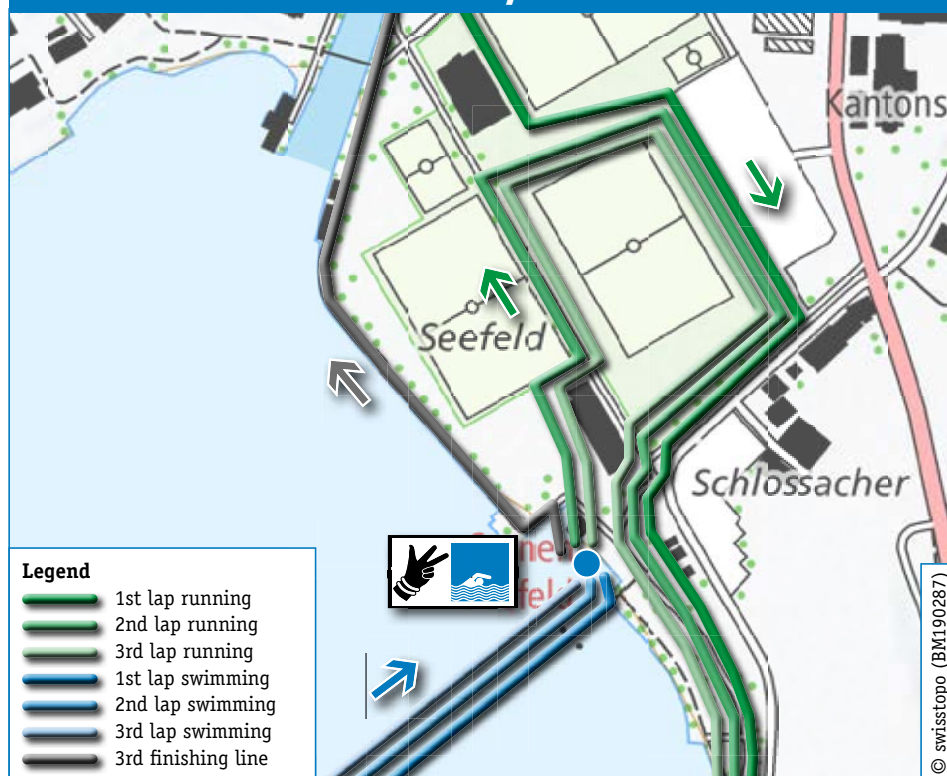 Kantons
Seefeld
Schlossacher
Legend
1st lap running
2nd lap running
3rd lap running
1st lap swimming
2nd lap swimming
3rd lap swimming
3rd finishing line
© swisstopo (BM190287)